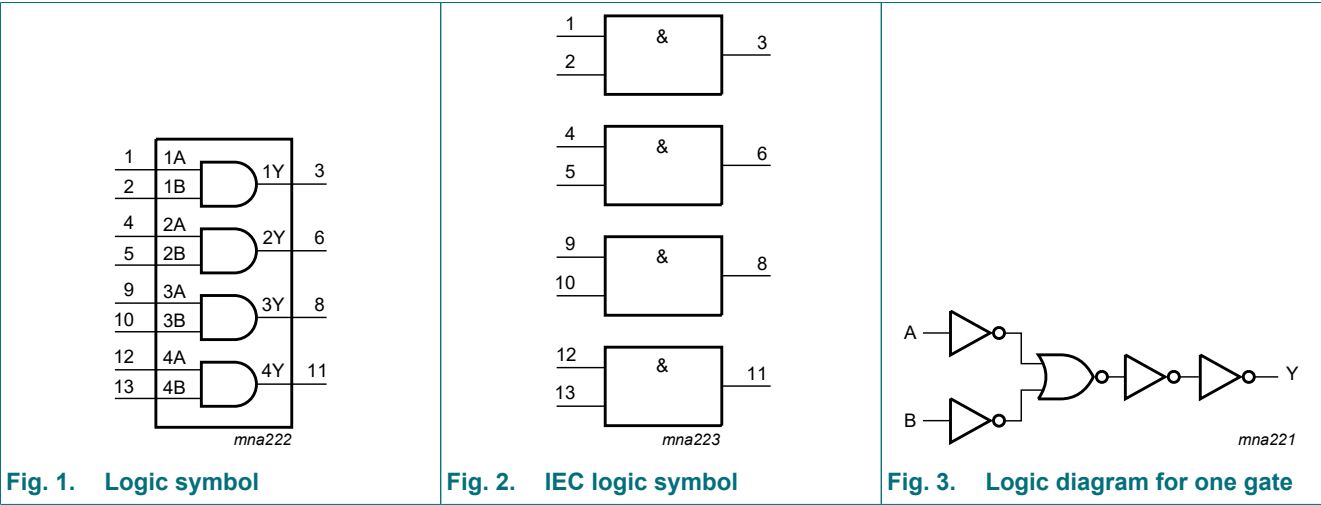 1 1A 1Y 3
2 1B
4 2A 2Y 6
5 2B
9 3A 3Y 8
10 3B
12 4A 4Y 11
13 4B
mna222
Fig. 1. Logic symbol
1 & 3
2
4 & 6
5
9 & 8
10
12 & 11
13
mna223
Fig. 2. IEC logic symbol
A
Y
B
mna221
Fig. 3. Logic diagram for one gate